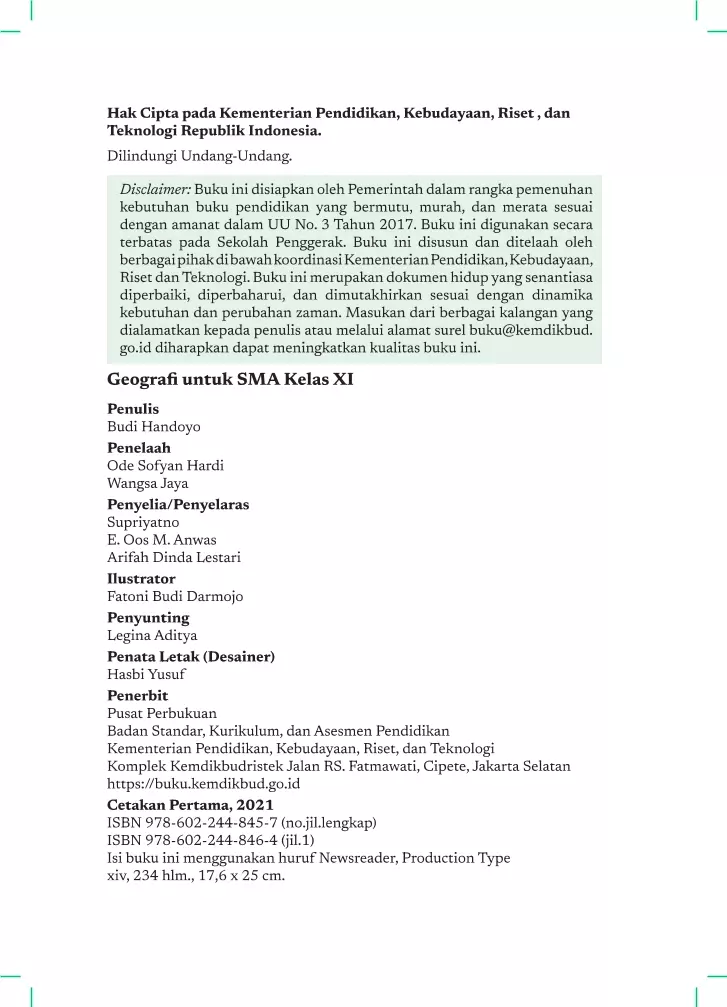 Hak Cipta pada Kementerian Pendidikan, Kebudayaan, Riset , dan
Teknologi Republik Indonesia.
Dilindungi Undang-Undang.
Disclaimer: Buku ini disiapkan oleh Pemerintah dalam rangka pemenuhan
kebutuhan buku pendidikan yang bermutu, murah, dan merata sesuai
dengan amanat dalam UU No. 3 Tahun 2017. Buku ini digunakan secara
terbatas pada Sekolah Penggerak. Buku ini disusun dan ditelaah oleh
berbagai pihak di bawah koordinasi Kementerian Pendidikan, Kebudayaan,
Riset dan Teknologi. Buku ini merupakan dokumen hidup yang senantiasa
diperbaiki, diperbaharui, dan dimutakhirkan sesuai dengan dinamika
kebutuhan dan perubahan zaman. Masukan dari berbagai kalangan yang
dialamatkan kepada penulis atau melalui alamat surel buku@kemdikbud.
go.id diharapkan dapat meningkatkan kualitas buku ini.
Geografi untuk SMA Kelas XI
Penulis
Budi Handoyo
Penelaah
Ode Sofyan Hardi
Wangsa Jaya
Penyelia/Penyelaras
Supriyatno
E. Oos M. Anwas
Arifah Dinda Lestari
Ilustrator
Fatoni Budi Darmojo
Penyunting
Legina Aditya
Penata Letak (Desainer)
Hasbi Yusuf
Penerbit
Pusat Perbukuan
Badan Standar, Kurikulum, dan Asesmen Pendidikan
Kementerian Pendidikan, Kebudayaan, Riset, dan Teknologi
Komplek Kemdikbudristek Jalan RS. Fatmawati, Cipete, Jakarta Selatan
https://buku.kemdikbud.go.id
Cetakan Pertama, 2021
ISBN 978-602-244-845-7 (no.jil.lengkap)
ISBN 978-602-244-846-4 (jil.1)
Isi buku ini menggunakan huruf Newsreader, Production Type
xiv, 234 hlm., 17,6 x 25 cm.